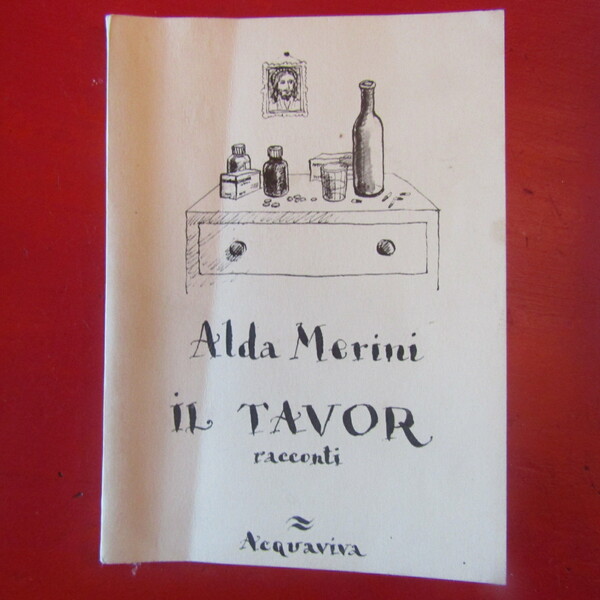 Alda Merini
iL TAVOR
racconti
Acquaviva